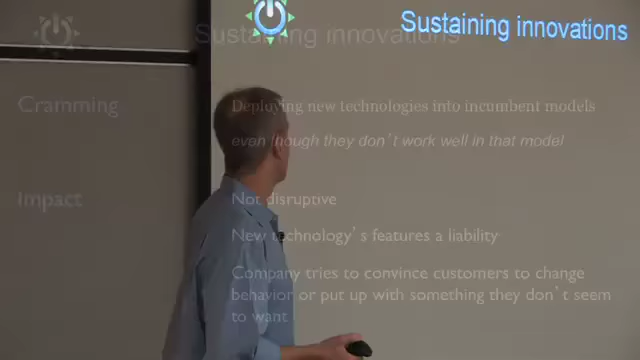 Sustaining innovations
Sustaining innovations
Cramming
Deploying new technologies into incumbent models
even though they don't work well in that model
Impact
Not disruptive
New technology's features a liability
Company tries to convince customers to change
behavior or put up with something they don't seem
to want